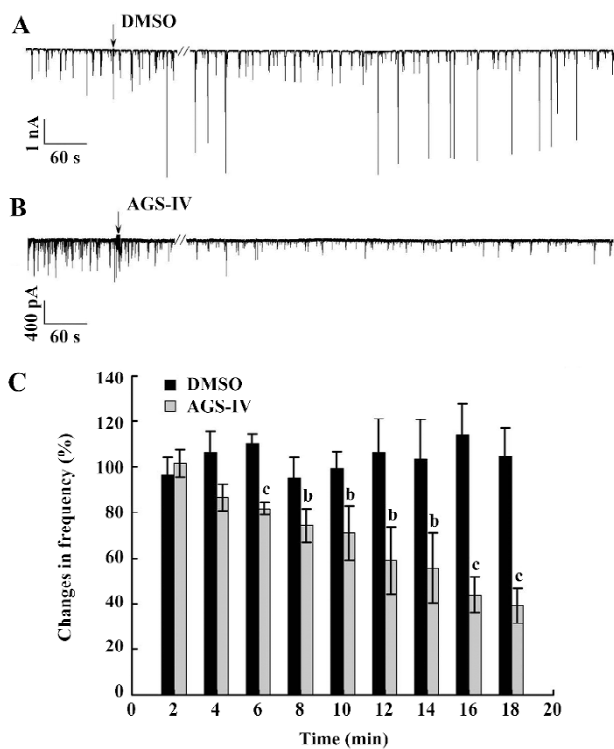 A
DMSO
1 nA
60 s
B
AGS-IV
400 pA
60 s
C
DMSO
AGS-IV
Changes in frequency (%)
140
120
100
80
60
40
20
0
c
b
b
b
b
c
c
0 2 4 6 8 10 12 14 16 18 20
Time (min)